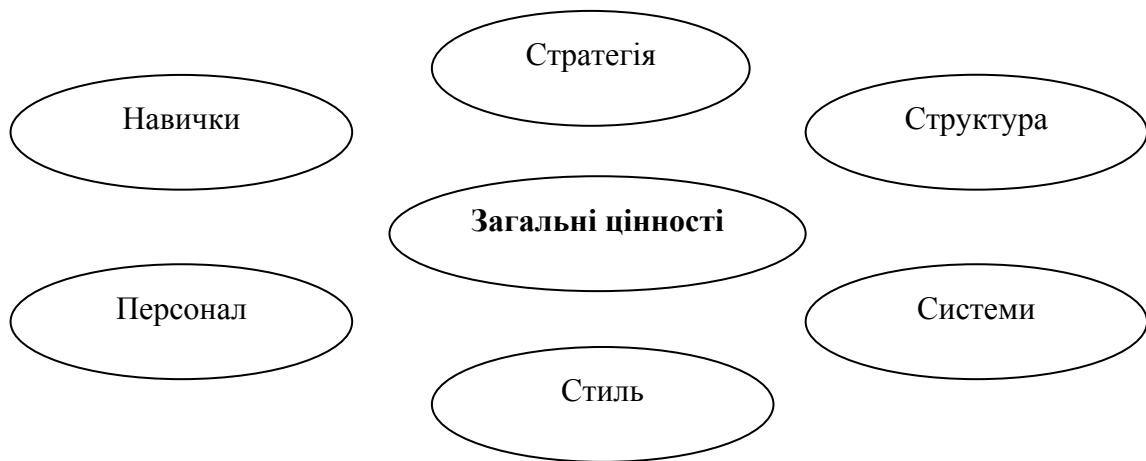 Стратегія
Навички
Структура
Загальні цінності
Персонал
Системи
Стиль